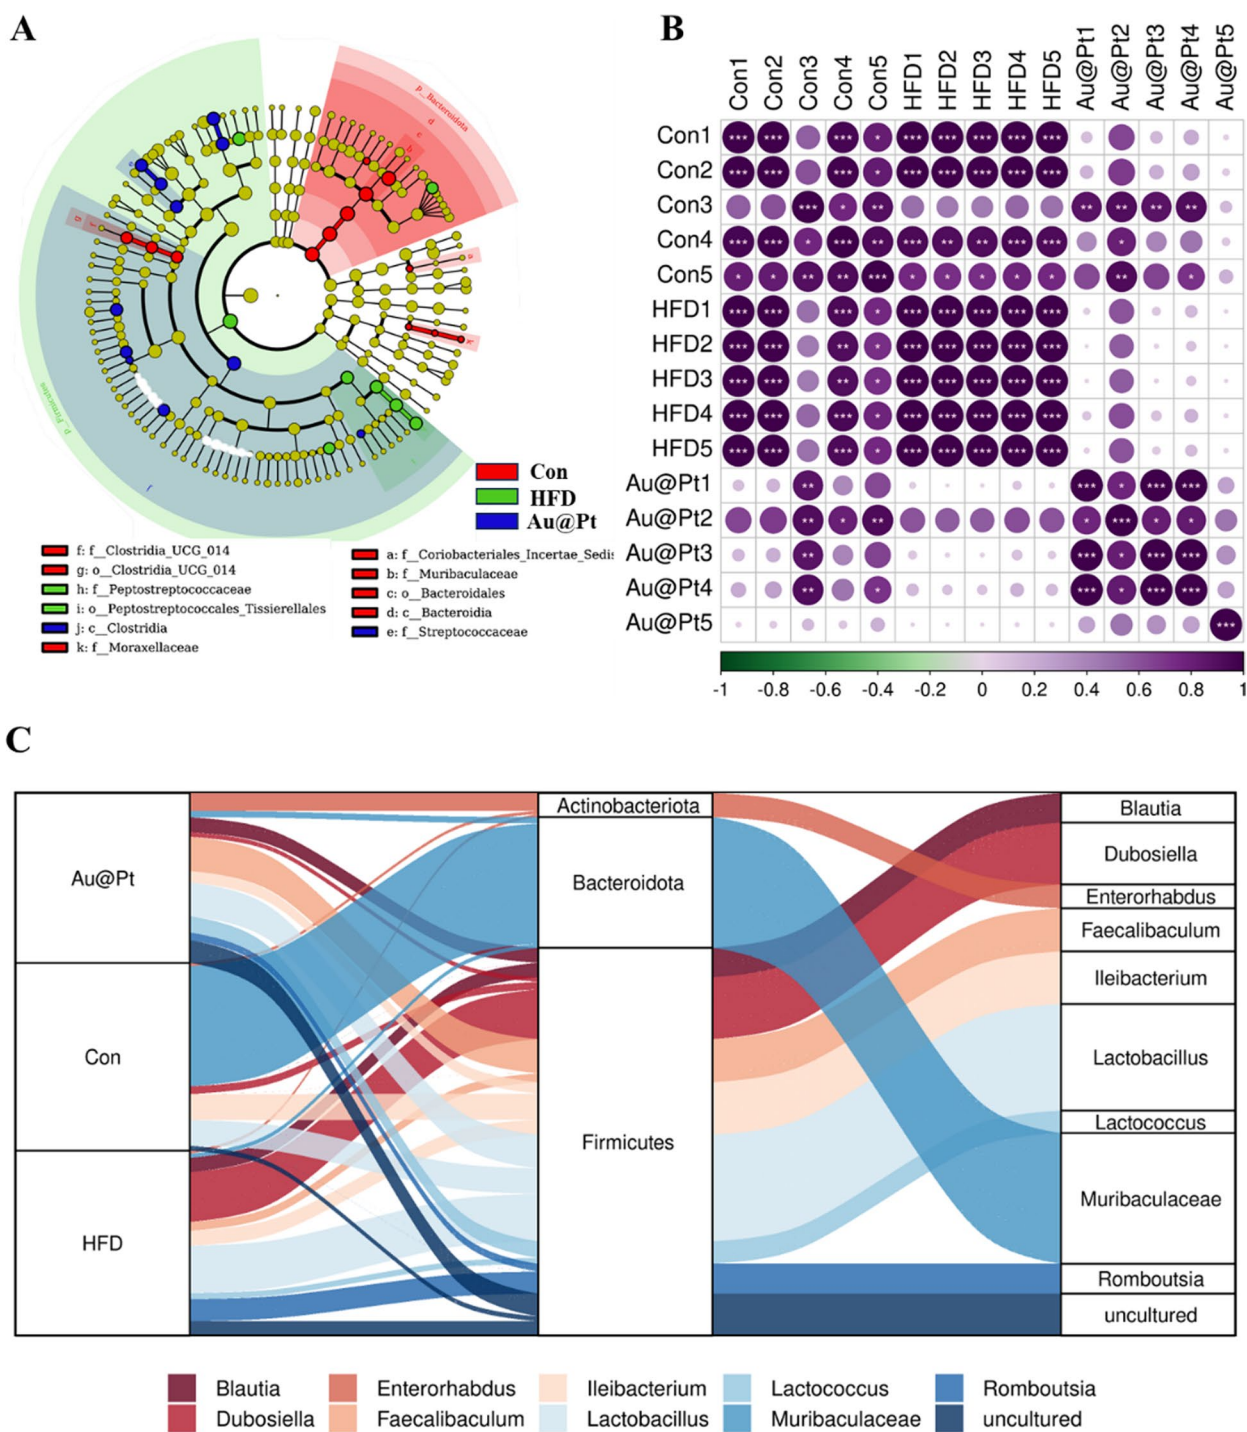 A
p__Bacteroidota
d
c
b
a
e
g
f
k
i
p__Firmicutes
j
Con
HFD
Au@Pt
f: f__Clostridia_UCG_014
g: o__Clostridia_UCG_014
h: f__Peptostreptococcaceae
i: o__Peptostreptococcales_Tissierellales
j: c__Clostridia
k: f__Moraxellaceae
a: f__Coriobacteriales_Incertae_Sedi
b: f__Muribaculaceae
c: o__Bacteroidales
d: c__Bacteroidia
e: f__Streptococcaceae
B
Con1 Con2 Con3 Con4 Con5 HFD1 HFD2 HFD3 HFD4 HFD5 Au@Pt1 Au@Pt2 Au@Pt3 Au@Pt4 Au@Pt5
Con1 *** *** *** * *** *** *** *** ***
Con2 *** *** *** * *** *** *** *** ***
Con3 *** * ** ** ** ** **
Con4 *** *** * *** ** *** ** ** *** *** *
Con5 * * ** ** *** * * * * * ** *
HFD1 *** *** *** * *** *** *** *** ***
HFD2 *** *** ** * *** *** *** *** ***
HFD3 *** *** ** * *** *** *** *** ***
HFD4 *** *** *** * *** *** *** *** ***
HFD5 *** *** *** * *** *** *** *** ***
Au@Pt1 ** *** * *** ***
Au@Pt2 ** * ** * *** * *
Au@Pt3 ** *** * *** ***
Au@Pt4 ** * *** * *** ***
Au@Pt5 ***
-1 -0.8 -0.6 -0.4 -0.2 0 0.2 0.4 0.6 0.8 1
C
Au@Pt
Con
HFD
Actinobacteriota
Bacteroidota
Firmicutes
Blautia
Dubosiella
Enterorhabdus
Faecalibaculum
Ileibacterium
Lactobacillus
Lactococcus
Muribaculaceae
Romboutsia
uncultured
Blautia Enterorhabdus Ileibacterium Lactococcus Romboutsia
Dubosiella Faecalibaculum Lactobacillus Muribaculaceae uncultured